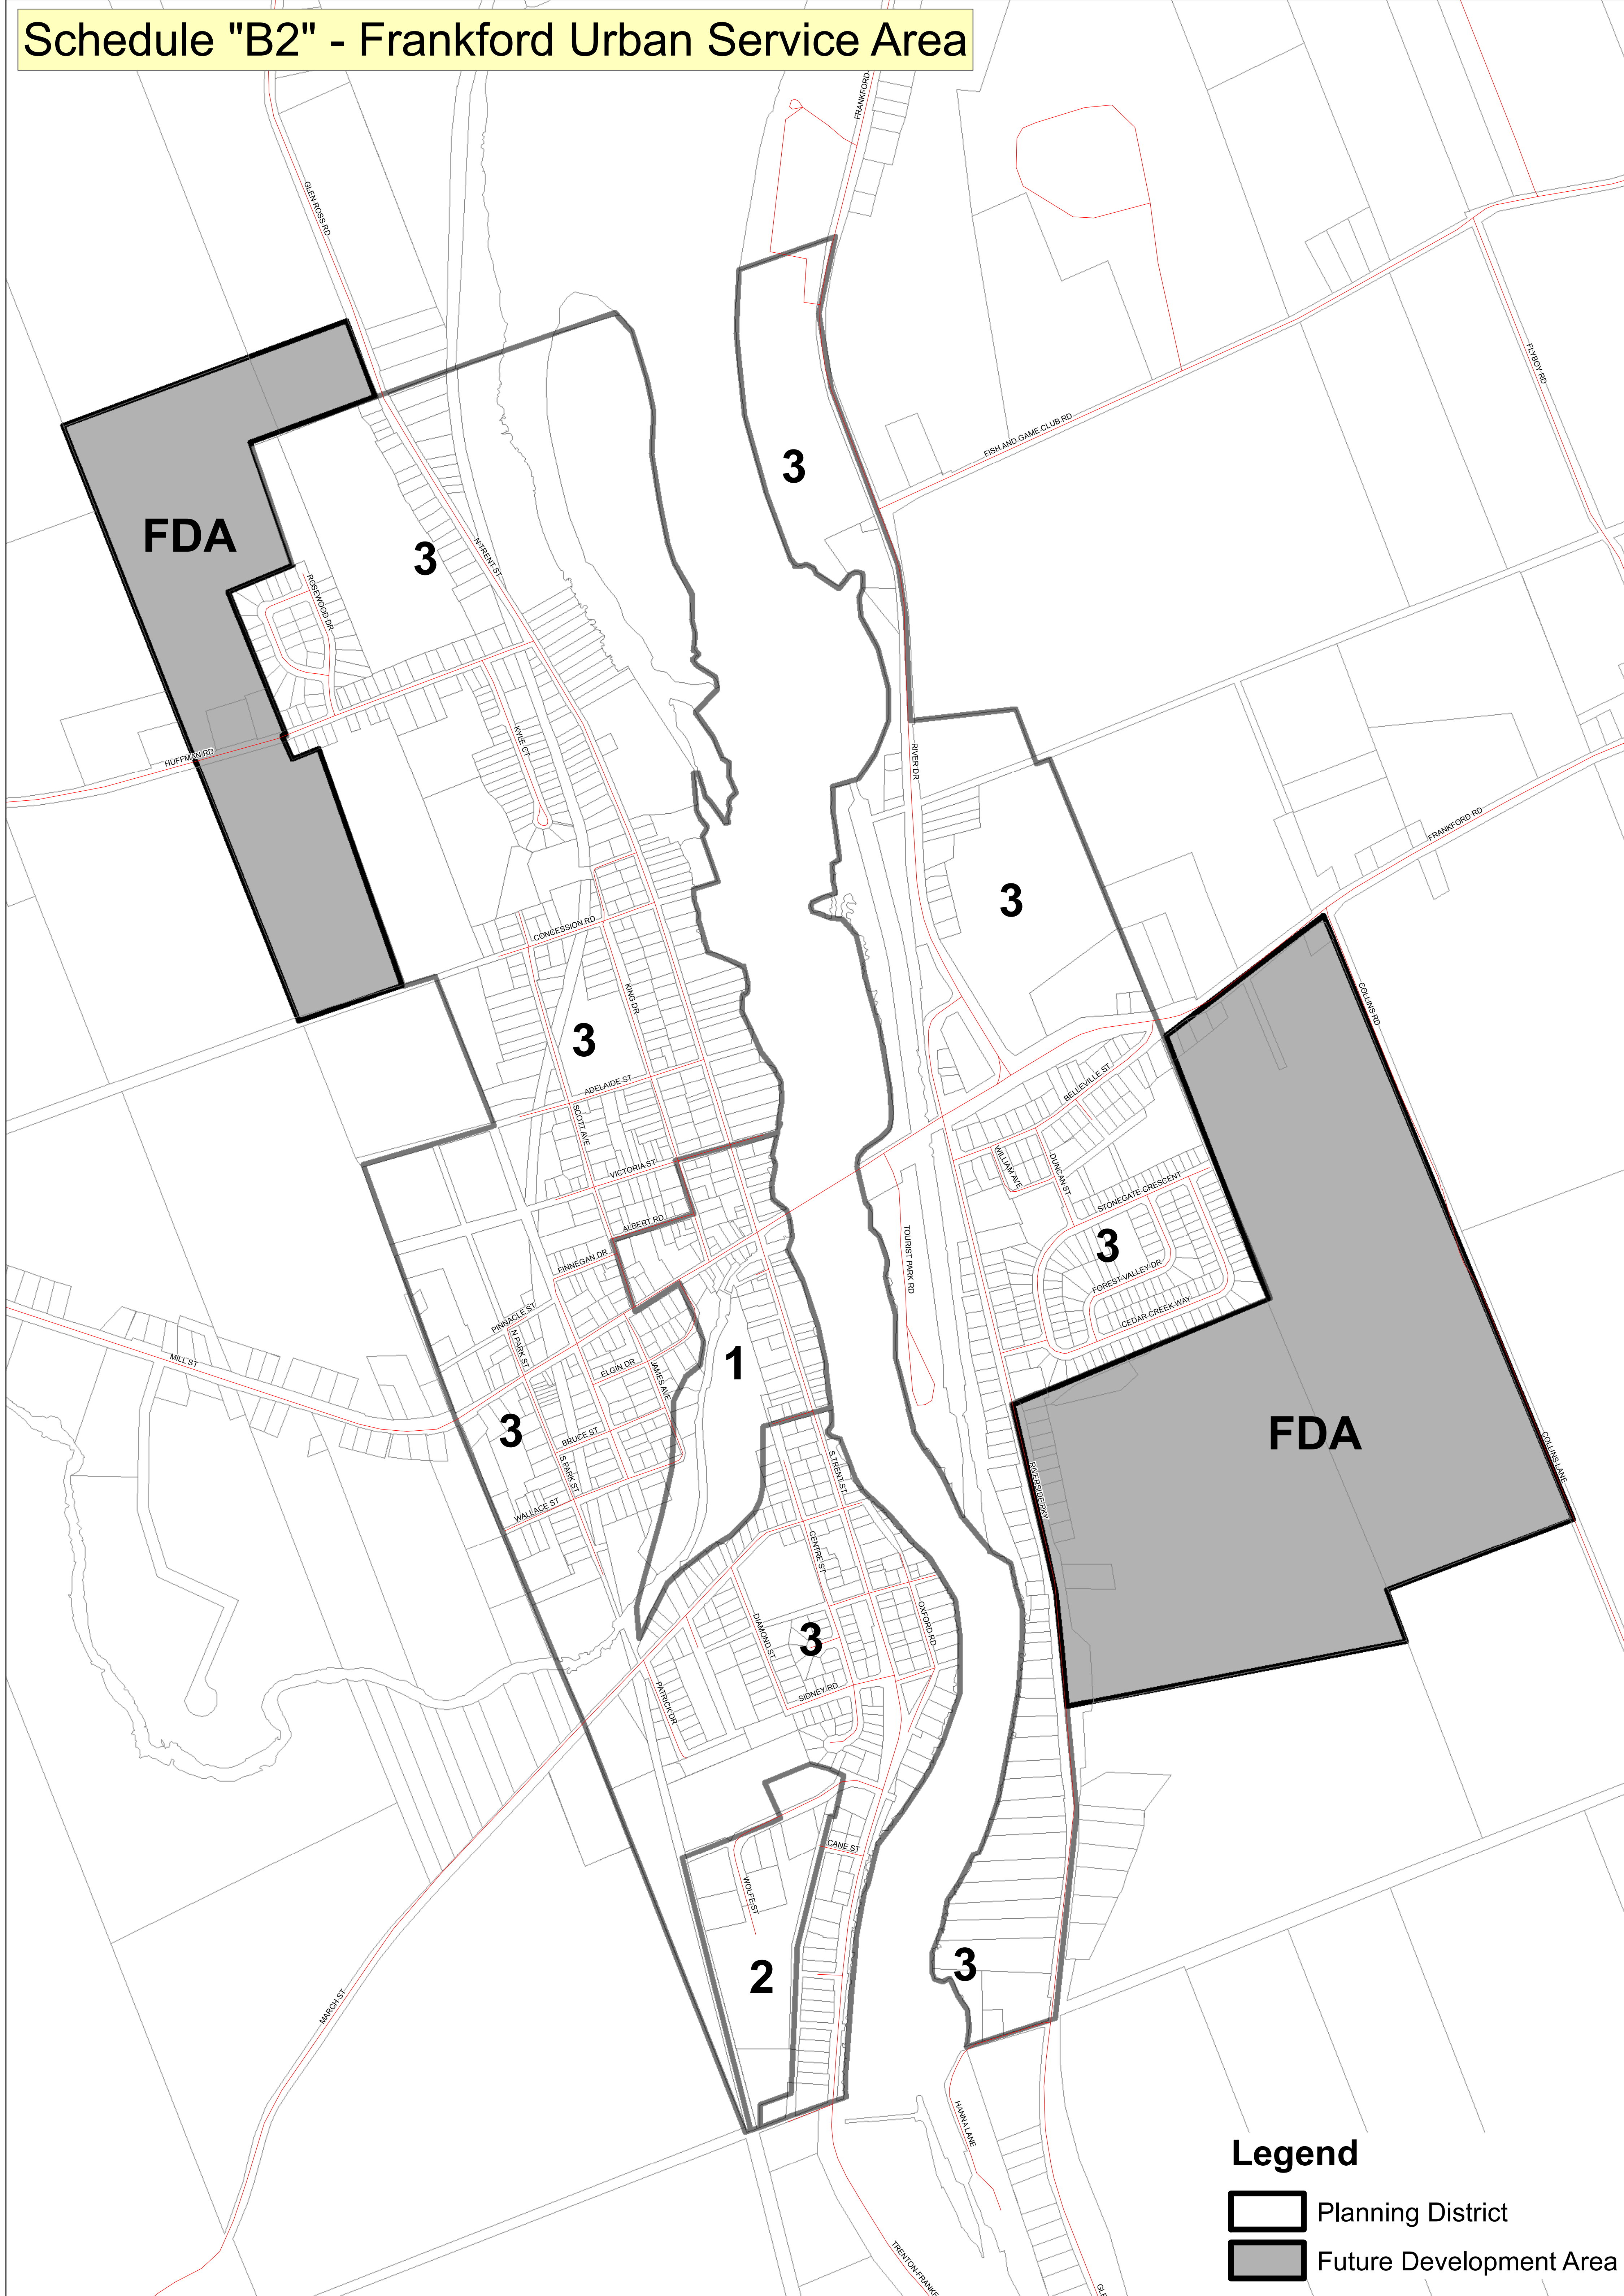 Schedule "B2" - Frankford Urban Service Area
FRANKFORD-
GLEN ROSS RD
FLYBOY RD
FISH AND GAME CLUB RD
3
FDA
3
N TRENT ST
ROSEWOOD DR
KYLE CT
HUFFMAN RD
RIVER DR
FRANKFORD RD
3
CONCESSION RD
KING DR
COLLINS RD
3
ADELAIDE ST
BELLEVILLE ST
SCOTT AVE
VICTORIA ST
WILLIAM AVE
DUNCAN ST
STONEGATE CRESCENT
ALBERT RD
TOURIST PARK RD
3
FINNEGAN DR
FOREST VALLEY DR
CEDAR CREEK WAY
PINNACLE ST
N PARK ST
MILL ST
1
ELGIN DR
JAMES AVE
3
BRUCE ST
FDA
S PARK ST
S TRENT ST
COLLINS LANE
RIVERSIDE PKY
WALLACE ST
CENTRE ST
DIAMOND ST
3
OXFORD RD
SIDNEY RD
PATRICK DR
CANE ST
WOLFE ST
2
3
MARCH ST
HANNA LANE
TRENTON-FRANKF
GLE
Legend
Planning District
Future Development Area